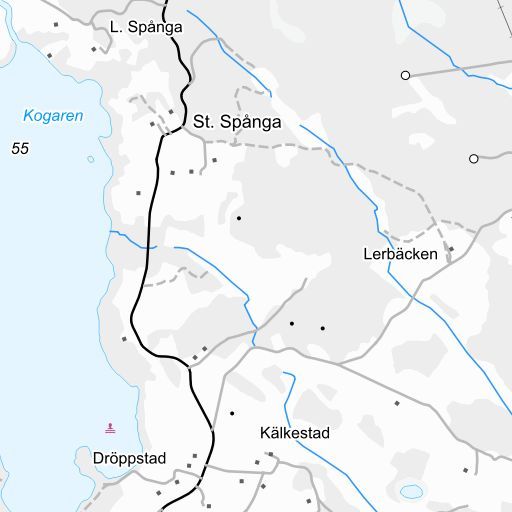 L. Spånga
Kogaren
St. Spånga
55
Lerbäcken
Kälkestad
Dröppstad